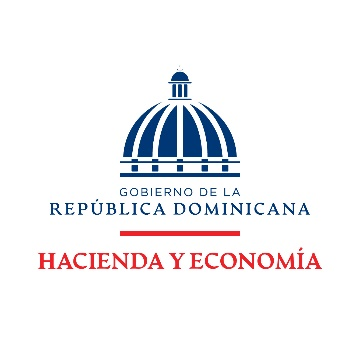 GOBIERNO DE LA
REPÚBLICA DOMINICANA
HACIENDA Y ECONOMÍA